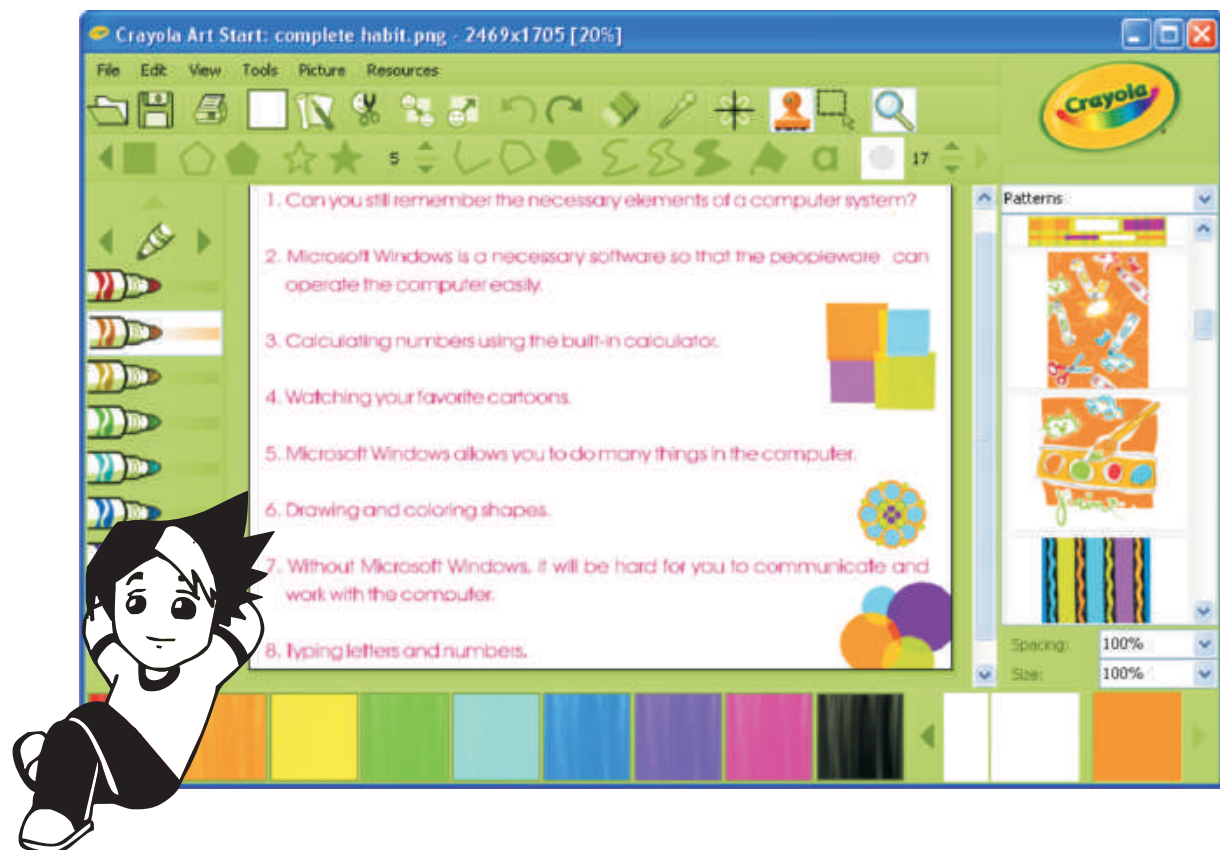 Crayola Art Start: complete habit.png - 2469x1705 [20%]
File Edit View Tools Picture Resources
Crayola
5
a
17
Patterns
1. Can you still remember the necessary elements of a computer system?
2. Microsoft Windows is a necessary software so that the peopleware can
operate the computer easily.
3. Calculating numbers using the built-in calculator.
4. Watching your favorite cartoons.
5. Microsoft Windows allows you to do many things in the computer.
6. Drawing and coloring shapes.
7. Without Microsoft Windows, it will be hard for you to communicate and
work with the computer.
8. Typing letters and numbers.
Spacing: 100%
Size: 100%